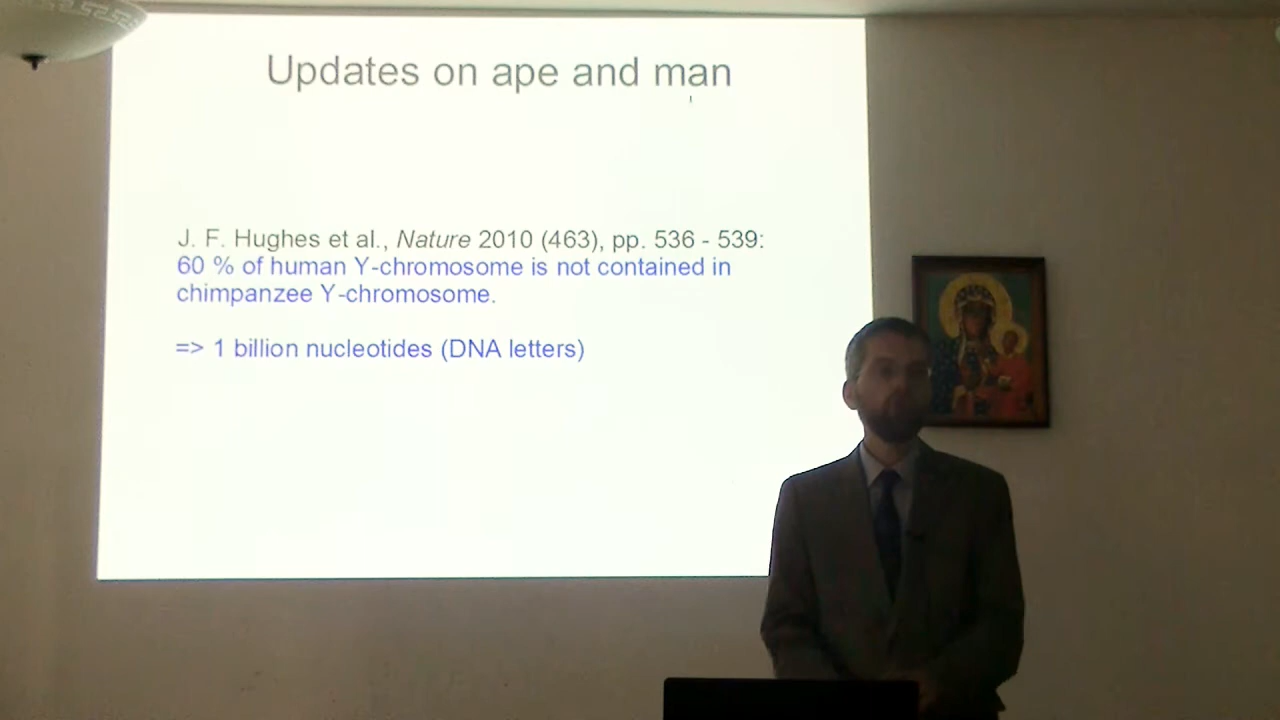 Updates on ape and man
J. F. Hughes et al., Nature 2010 (463), pp. 536 - 539:
60 % of human Y-chromosome is not contained in
chimpanzee Y-chromosome.
=> 1 billion nucleotides (DNA letters)